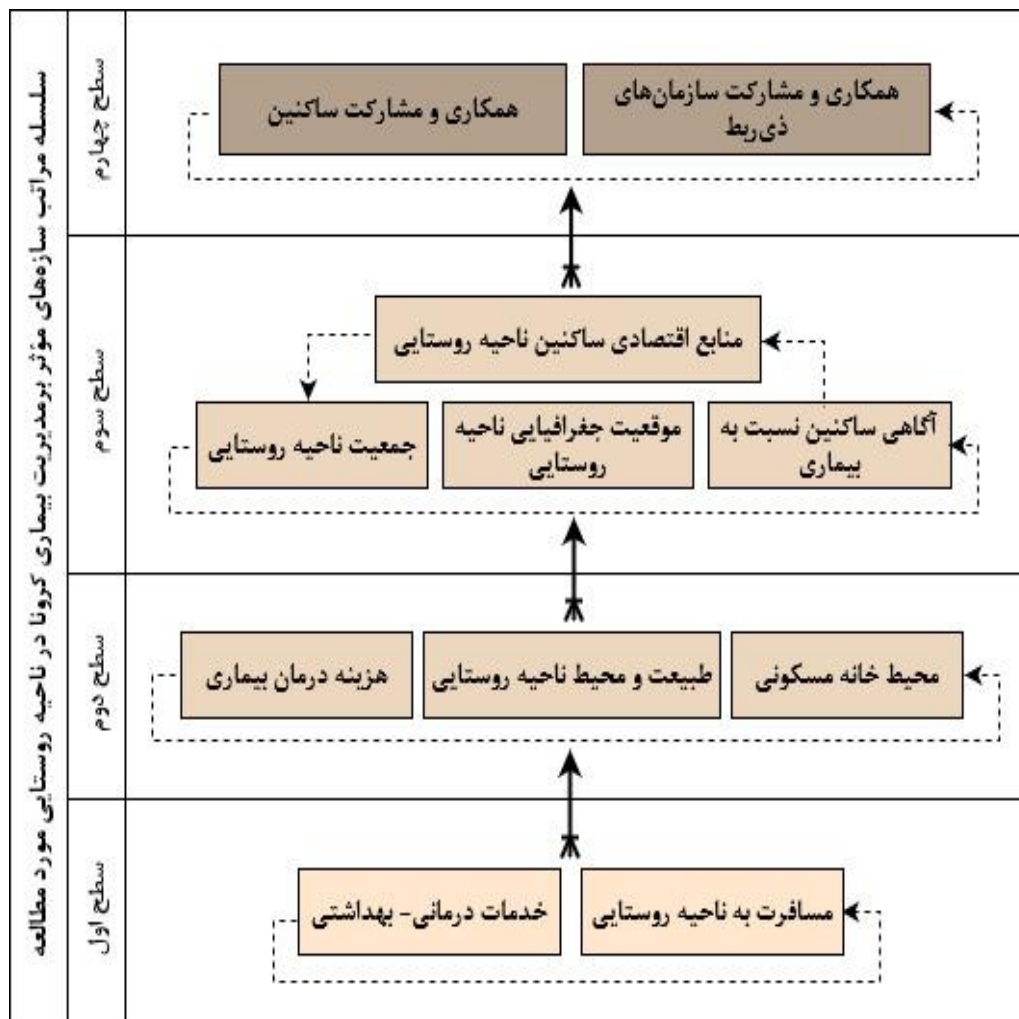 سلسله مراتب سازه‌های مؤثر برمدیریت بیماری کرونا در ناحیه روستایی مورد مطالعه
سطح چهارم
همکاری و مشارکت سازمان‌های
ذی‌ربط
همکاری و مشارکت ساکنین
سطح سوم
منابع اقتصادی ساکنین ناحیه روستایی
آگاهی ساکنین نسبت به
بیماری
موقعیت جغرافیایی ناحیه
روستایی
جمعیت ناحیه روستایی
سطح دوم
محیط خانه مسکونی
طبیعت و محیط ناحیه روستایی
هزینه درمان بیماری
سطح اول
مسافرت به ناحیه روستایی
خدمات درمانی- بهداشتی